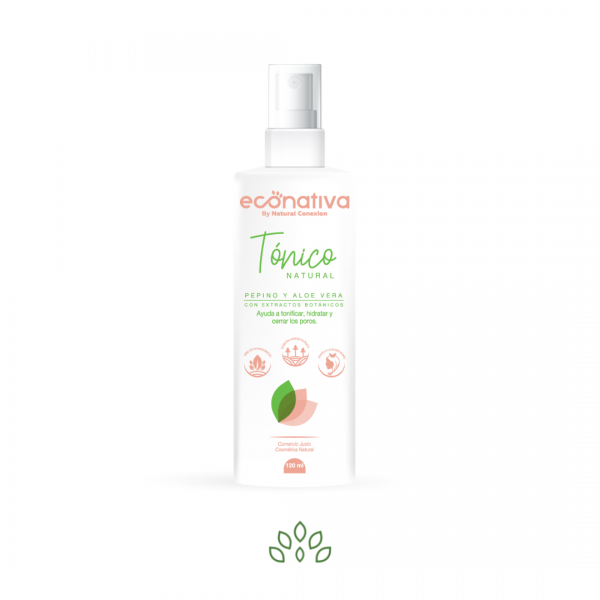 econativa
By Natural Conexion
Tónico
NATURAL
PEPINO Y ALOE VERA
CON EXTRACTOS BOTÁNICOS
Ayuda a tonificar, hidratar y
cerrar los poros.
Comercio Justo
Cosmética Natural
120 ml